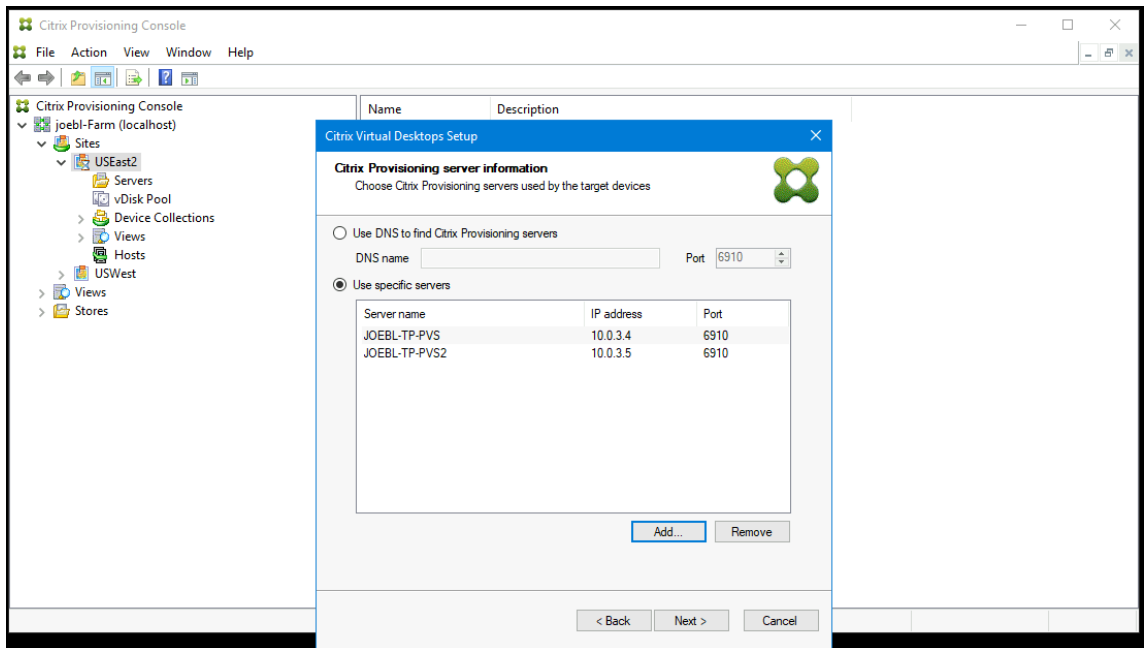 Citrix Provisioning Console
File Action View Window Help
Citrix Provisioning Console
joebl-Farm (localhost)
Sites
USEast2
Servers
vDisk Pool
Device Collections
Views
Hosts
USWest
Views
Stores
Name Description
Citrix Virtual Desktops Setup
Citrix Provisioning server information
Choose Citrix Provisioning servers used by the target devices
Use DNS to find Citrix Provisioning servers
DNS name Port 6910
Use specific servers
Server name IP address Port
JOEBL-TP-PVS 10.0.3.4 6910
JOEBL-TP-PVS2 10.0.3.5 6910
Add... Remove
< Back Next > Cancel